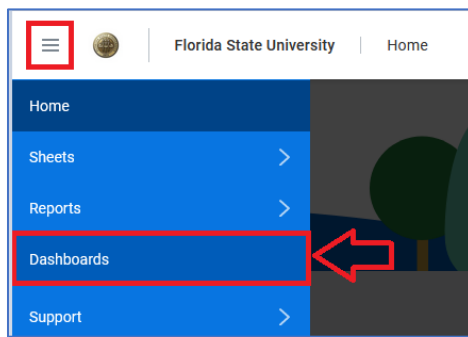 Florida State University Home
Home
Sheets
Reports
Dashboards
Support